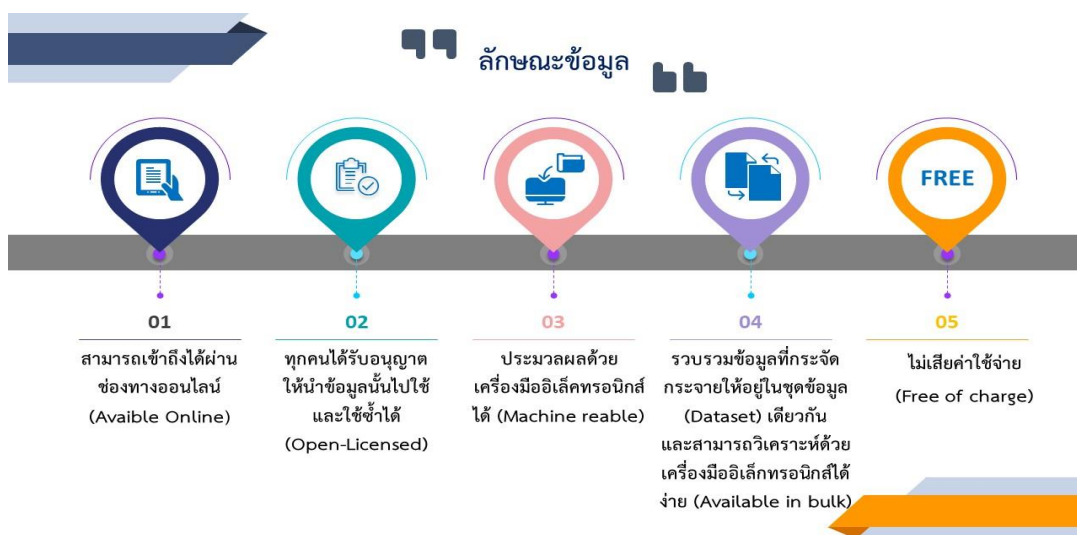 ลักษณะข้อมูล
FREE
01
สามารถเข้าถึงได้ผ่าน
ช่องทางออนไลน์
(Avaible Online)
02
ทุกคนได้รับอนุญาต
ให้นำข้อมูลนั้นไปใช้
และใช้ซ้ำได้
(Open-Licensed)
03
ประมวลผลด้วย
เครื่องมืออิเล็คทรอนิกส์
ได้ (Machine reable)
04
รวบรวมข้อมูลที่กระจัด
กระจายให้อยู่ในชุดข้อมูล
(Dataset) เดียวกัน
และสามารถวิเคราะห์ด้วย
เครื่องมืออิเล็กทรอนิกส์ได้
ง่าย (Available in bulk)
05
ไม่เสียค่าใช้จ่าย
(Free of charge)